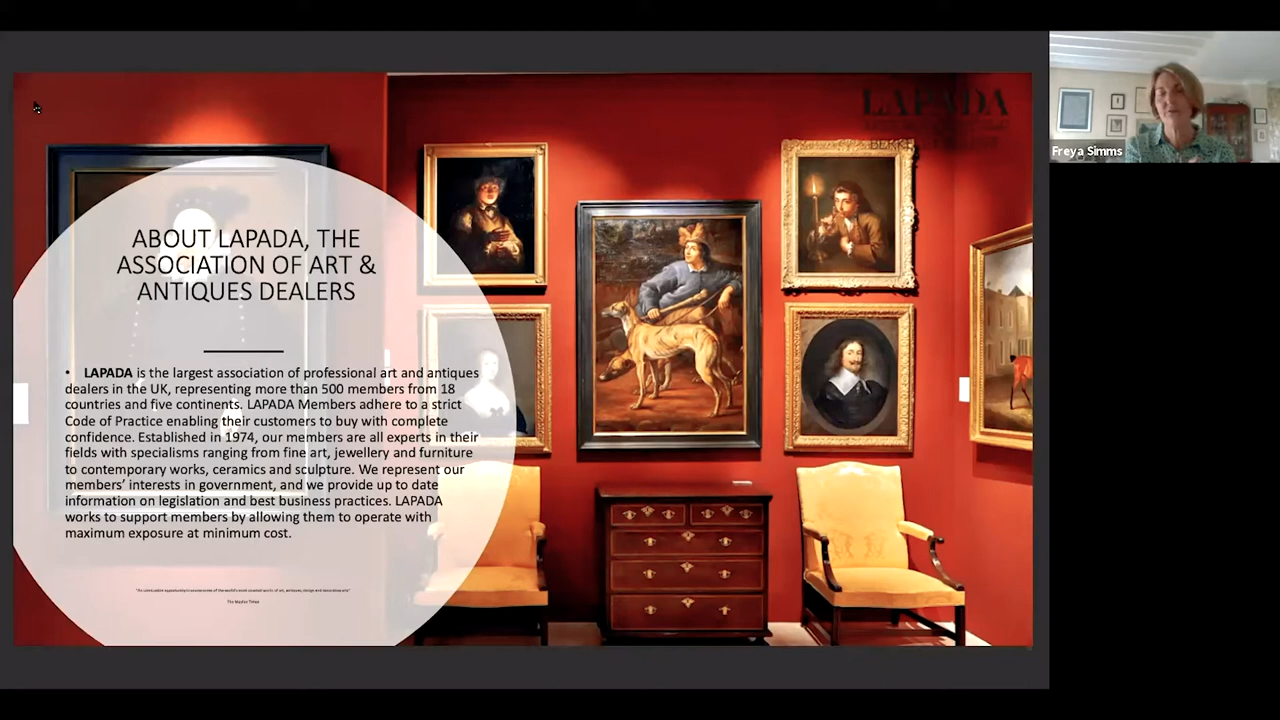 LAPADA
BERKELEY
Freya Simms
ABOUT LAPADA, THE
ASSOCIATION OF ART &
ANTIQUES DEALERS
• LAPADA is the largest association of professional art and antiques
dealers in the UK, representing more than 500 members from 18
countries and five continents. LAPADA Members adhere to a strict
Code of Practice enabling their customers to buy with complete
confidence. Established in 1974, our members are all experts in their
fields with specialisms ranging from fine art, jewellery and furniture
to contemporary works, ceramics and sculpture. We represent our
members’ interests in government, and we provide up to date
information on legislation and best business practices. LAPADA
works to support members by allowing them to operate with
maximum exposure at minimum cost.
The Mayfair Times